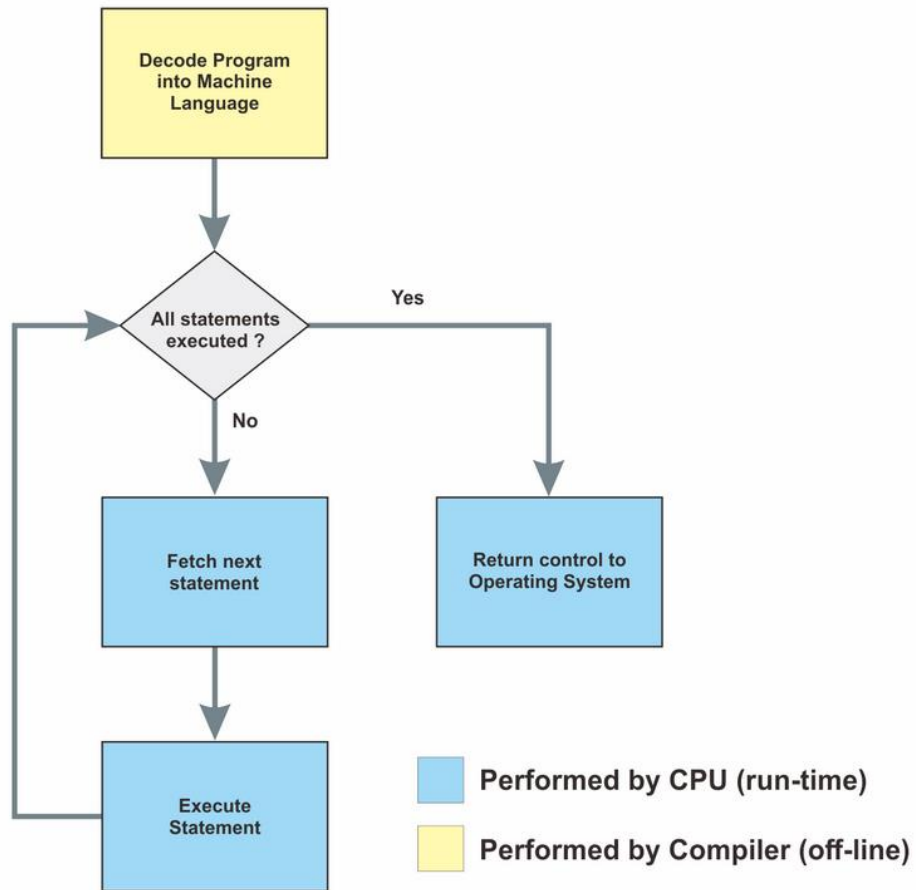 Decode Program
into Machine
Language
All statements
executed ?
Yes
No
Fetch next
statement
Return control to
Operating System
Execute
Statement
Performed by CPU (run-time)
Performed by Compiler (off-line)